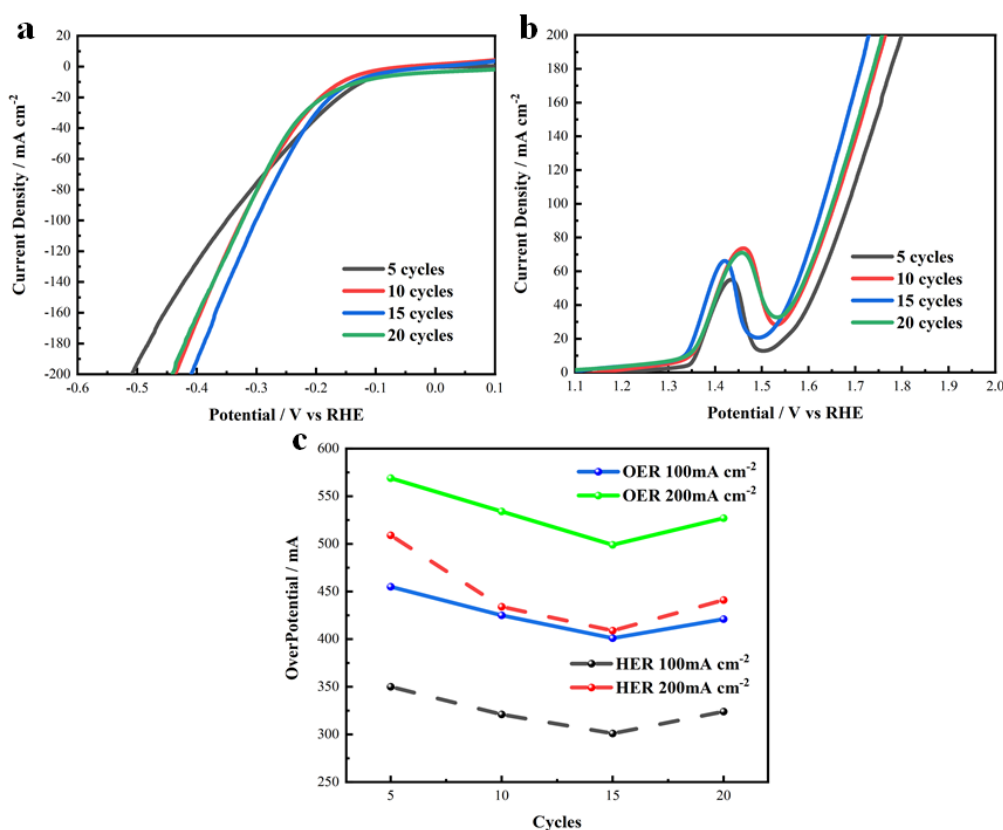 a
20
0
-20
-40
-60
-80
-100
-120
-140
-160
-180
-200
Current Density / mA cm⁻²
-0.6 -0.5 -0.4 -0.3 -0.2 -0.1 0.0 0.1
Potential / V vs RHE
5 cycles
10 cycles
15 cycles
20 cycles
b
200
180
160
140
120
100
80
60
40
20
0
Current Density / mA cm⁻²
1.1 1.2 1.3 1.4 1.5 1.6 1.7 1.8 1.9 2.0
Potential / V vs RHE
5 cycles
10 cycles
15 cycles
20 cycles
c
600
550
500
450
400
350
300
250
OverPotential / mA
5 10 15 20
Cycles
OER 100mA cm⁻²
OER 200mA cm⁻²
HER 100mA cm⁻²
HER 200mA cm⁻²